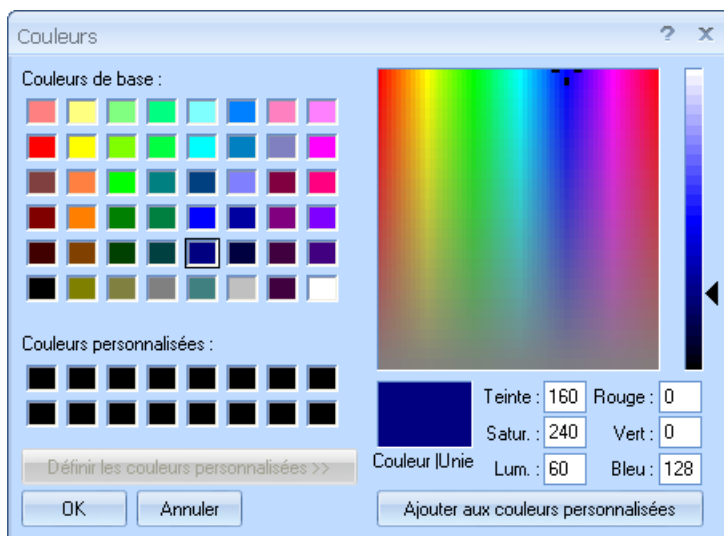 Couleurs ? x
Couleurs de base :
Couleurs personnalisées :
Définir les couleurs personnalisées >>
OK Annuler
Couleur |Unie
Teinte : 160 Rouge : 0
Satur. : 240 Vert : 0
Lum. : 60 Bleu : 128
Ajouter aux couleurs personnalisées